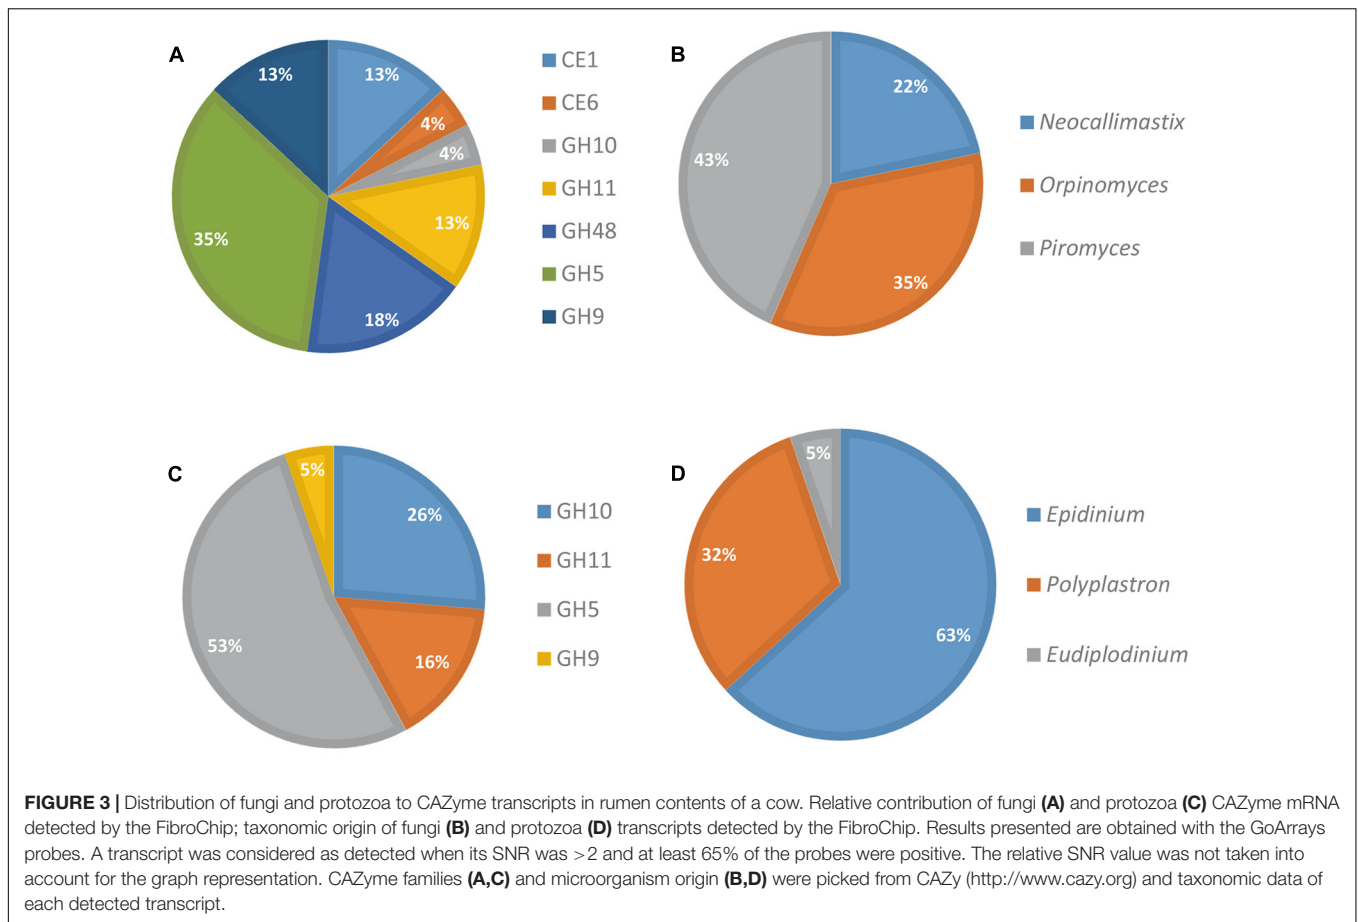 A
13%
13%
4%
4%
13%
18%
35%
CE1
CE6
GH10
GH11
GH48
GH5
GH9
B
22%
43%
35%
Neocallimastix
Orpinomyces
Piromyces
C
5%
26%
53%
16%
GH10
GH11
GH5
GH9
D
5%
32%
63%
Epidinium
Polyplastron
Eudiplodinium
FIGURE 3 | Distribution of fungi and protozoa to CAZyme transcripts in rumen contents of a cow. Relative contribution of fungi (A) and protozoa (C) CAZyme mRNA
detected by the FibroChip; taxonomic origin of fungi (B) and protozoa (D) transcripts detected by the FibroChip. Results presented are obtained with the GoArrays
probes. A transcript was considered as detected when its SNR was >2 and at least 65% of the probes were positive. The relative SNR value was not taken into
account for the graph representation. CAZyme families (A,C) and microorganism origin (B,D) were picked from CAZy (http://www.cazy.org) and taxonomic data of
each detected transcript.